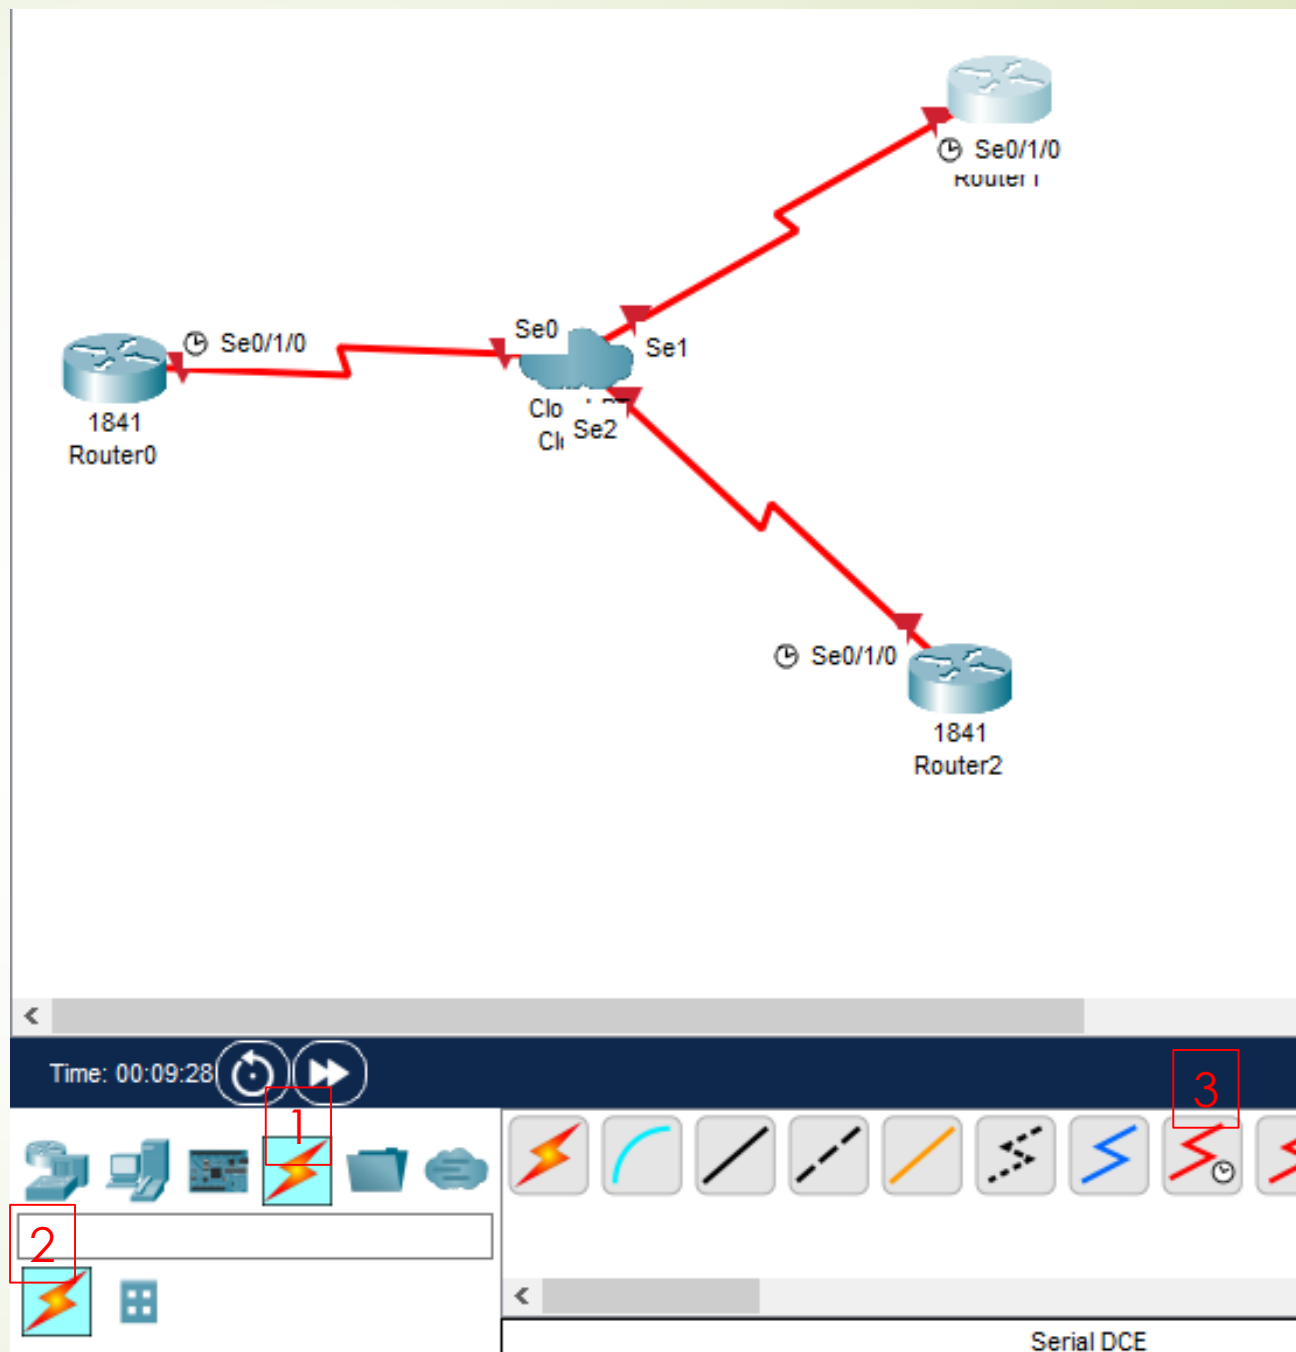 Se0/1/0
Router1
Se0/1/0
Se0
Se1
1841
Router0
Se2
Se0/1/0
1841
Router2
Time: 00:09:28
1
3
2
Serial DCE